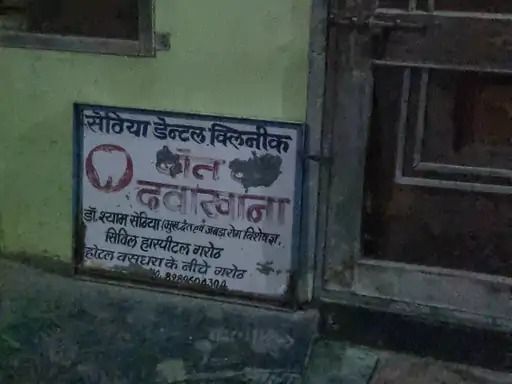 सेठिया डेन्टल क्लिनीक
दाँत
दवाखाना
डॉ. श्याम सेठिया (मुख, दंत एवं जबड़ा रोग विशेषज्ञ,
सिविल हास्पीटल गरोठ
होटल वसुंधरा के नीचे गरोठ